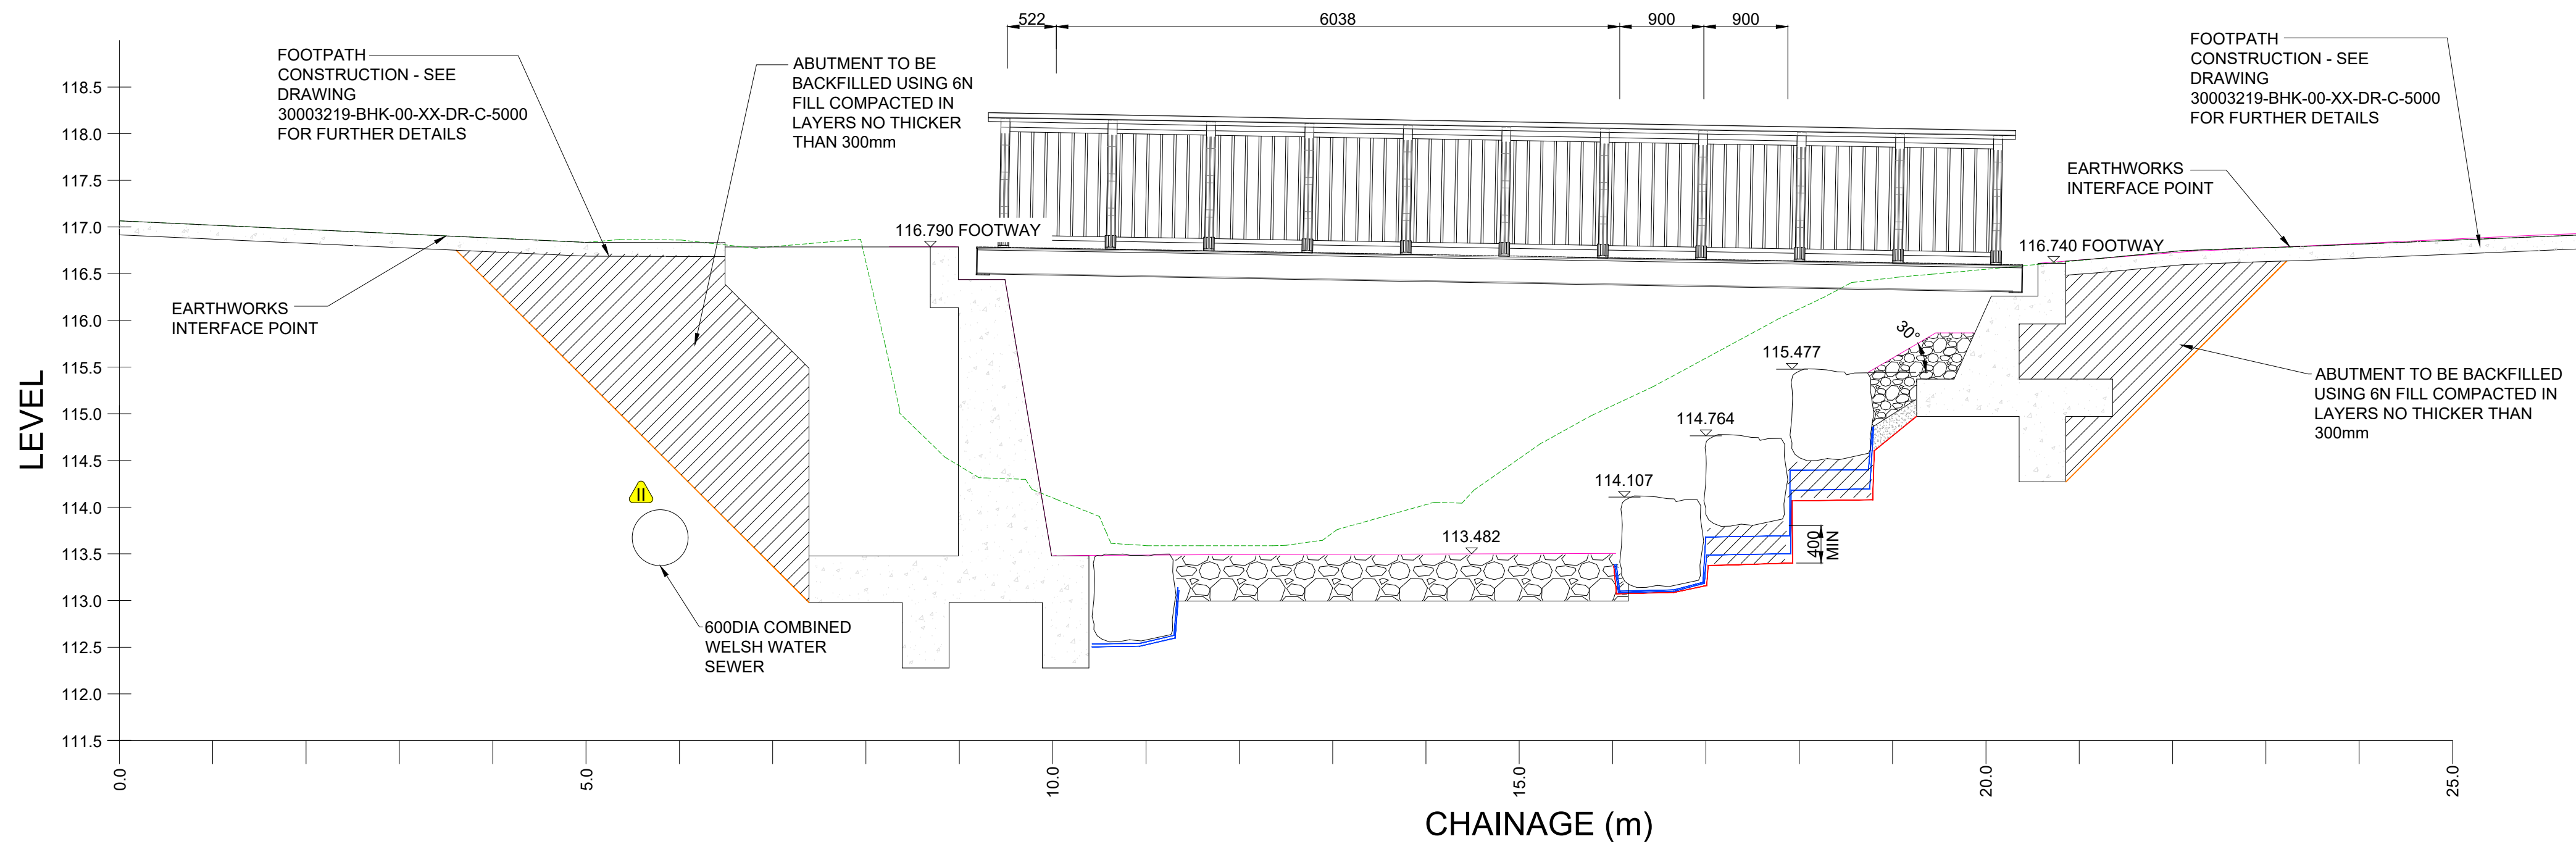 522
6038
900
900
FOOTPATH
CONSTRUCTION - SEE
DRAWING
30003219-BHK-00-XX-DR-C-5000
FOR FURTHER DETAILS
ABUTMENT TO BE
BACKFILLED USING 6N
FILL COMPACTED IN
LAYERS NO THICKER
THAN 300mm
FOOTPATH
CONSTRUCTION - SEE
DRAWING
30003219-BHK-00-XX-DR-C-5000
FOR FURTHER DETAILS
EARTHWORKS
INTERFACE POINT
116.790 FOOTWAY
116.740 FOOTWAY
EARTHWORKS
INTERFACE POINT
30°
115.477
114.764
114.107
113.482
400
MIN
ABUTMENT TO BE BACKFILLED
USING 6N FILL COMPACTED IN
LAYERS NO THICKER THAN
300mm
II
600DIA COMBINED
WELSH WATER
SEWER
LEVEL
118.5
118.0
117.5
117.0
116.5
116.0
115.5
115.0
114.5
114.0
113.5
113.0
112.5
112.0
111.5
0.0
5.0
10.0
15.0
20.0
25.0
CHAINAGE (m)